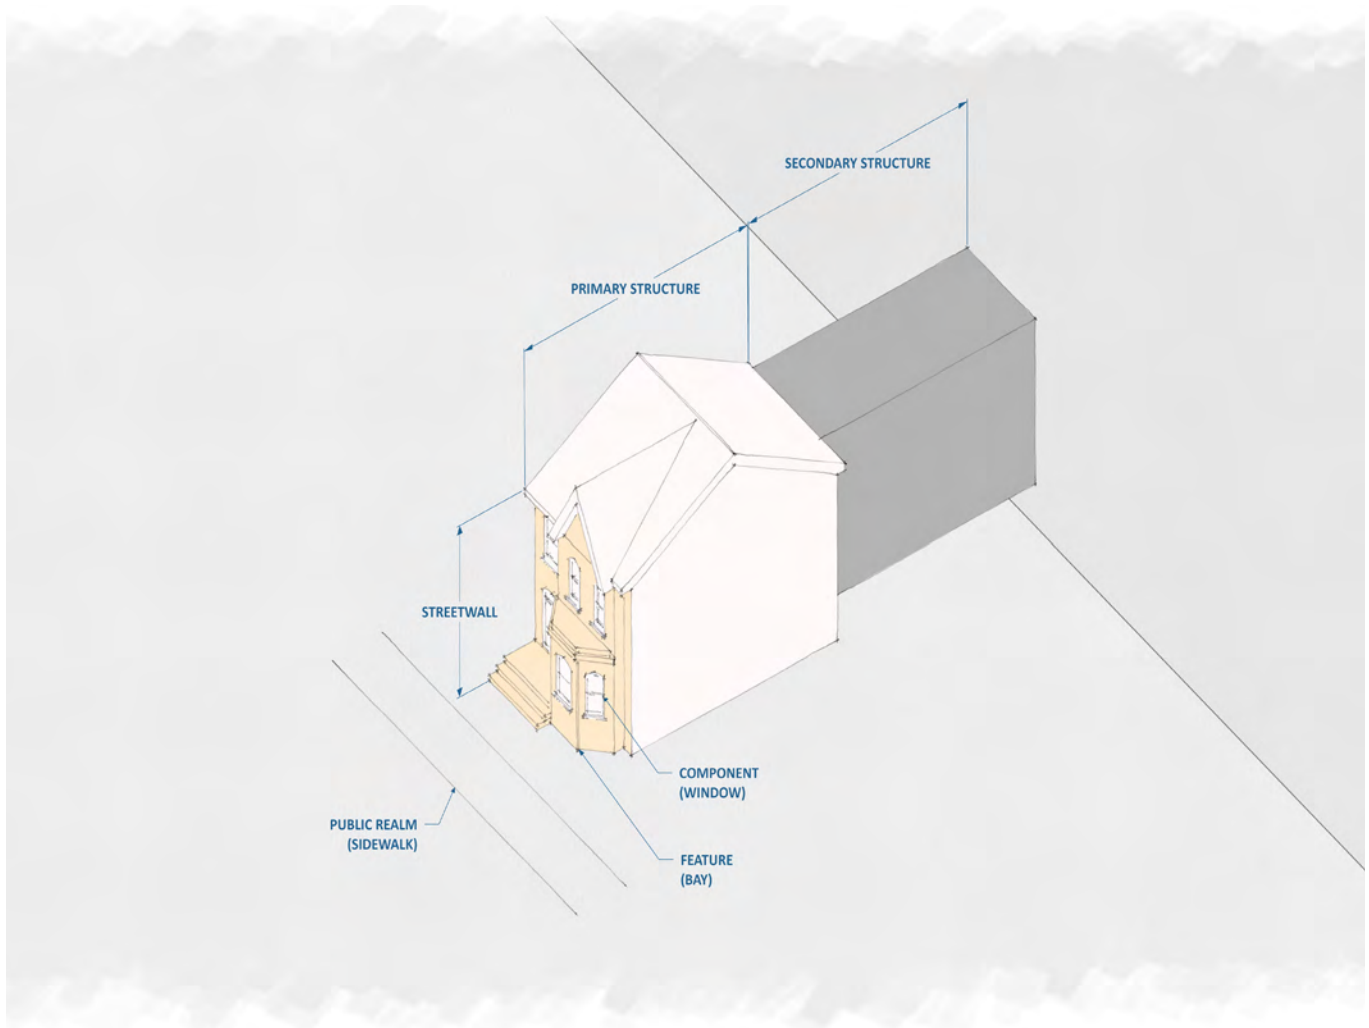 SECONDARY STRUCTURE
PRIMARY STRUCTURE
STREETWALL
COMPONENT
(WINDOW)
PUBLIC REALM
(SIDEWALK)
FEATURE
(BAY)